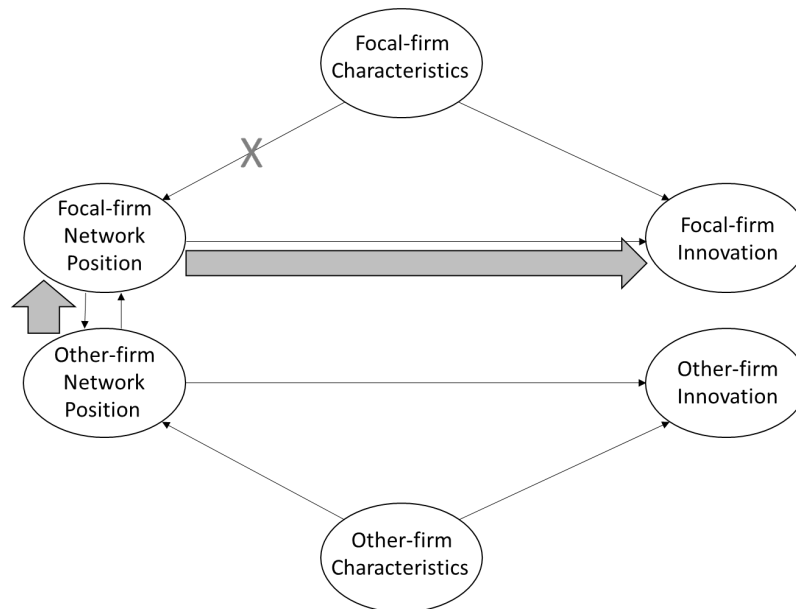 Focal-firm
Characteristics
X
Focal-firm
Network
Position
Focal-firm
Innovation
Other-firm
Network
Position
Other-firm
Innovation
Other-firm
Characteristics